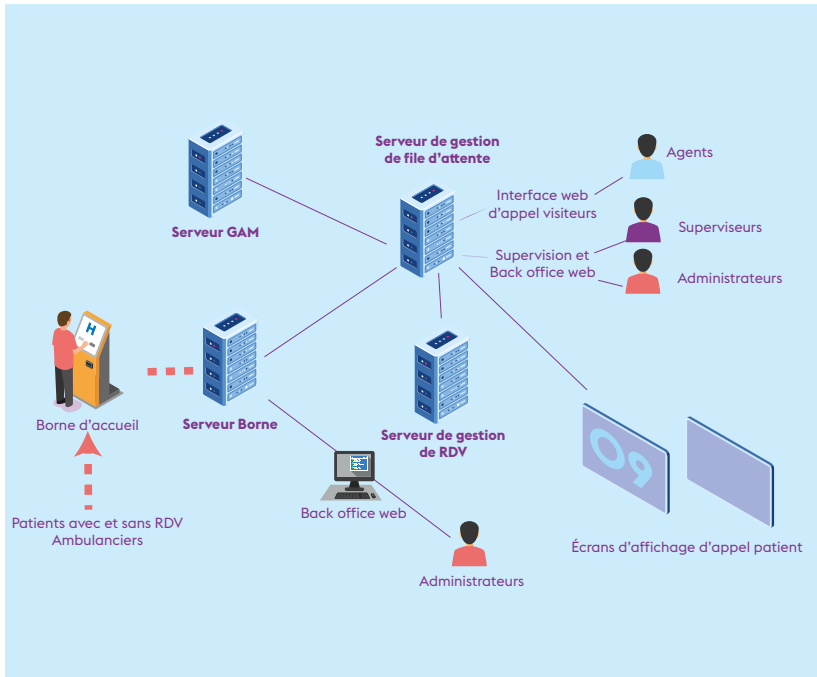 Serveur de gestion
de file d'attente
Agents
Interface web
d'appel visiteurs
Superviseurs
Serveur GAM
Supervision et
Back office web
Administrateurs
H
Borne d'accueil
Serveur Borne
Serveur de gestion
de RDV
09
Back office web
Patients avec et sans RDV
Ambulanciers
Écrans d'affichage d'appel patient
Administrateurs